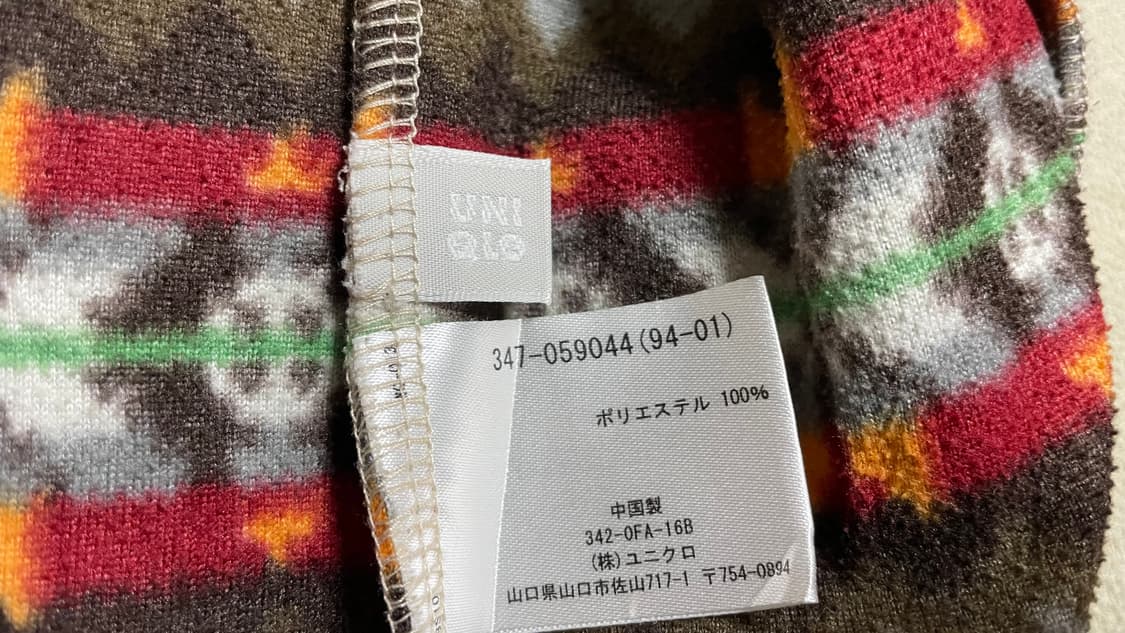 UNI
QLO
347-059044(94-01)
ポリエステル 100%
中国製
342-0FA-16B
(株)ユニクロ
山口県山口市佐山717-1 〒754-0894